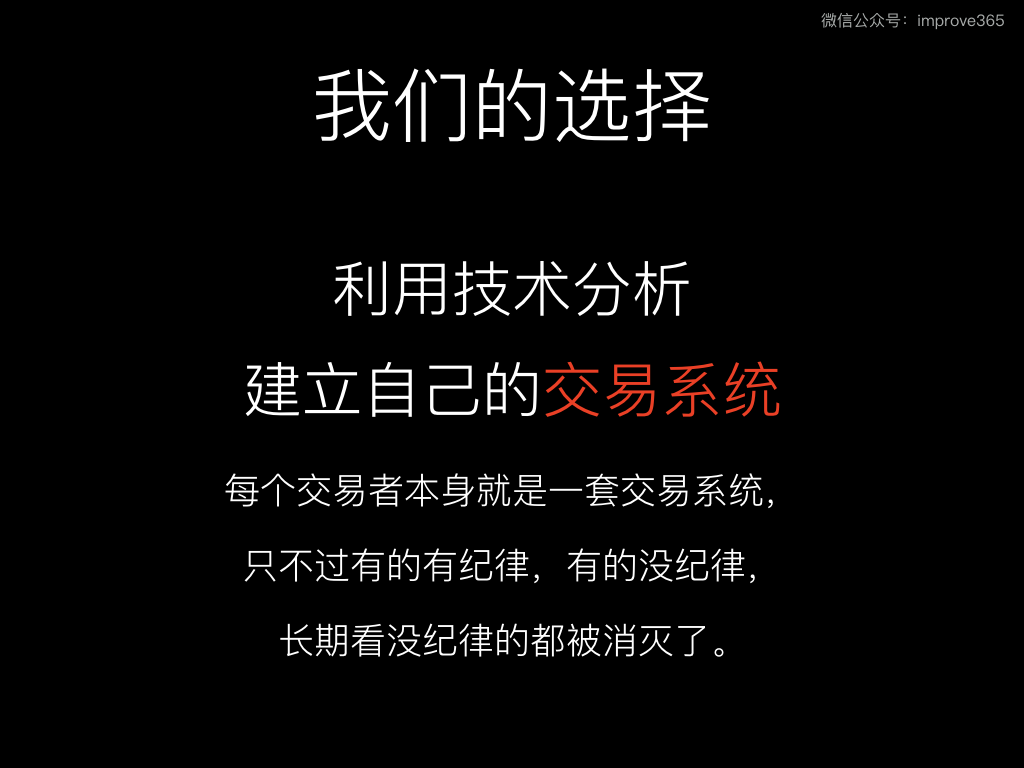 微信公众号：improve365
我们的选择
利用技术分析
建立自己的交易系统
每个交易者本身就是一套交易系统，
只不过有的有纪律，有的没纪律，
长期看没纪律的都被消灭了。